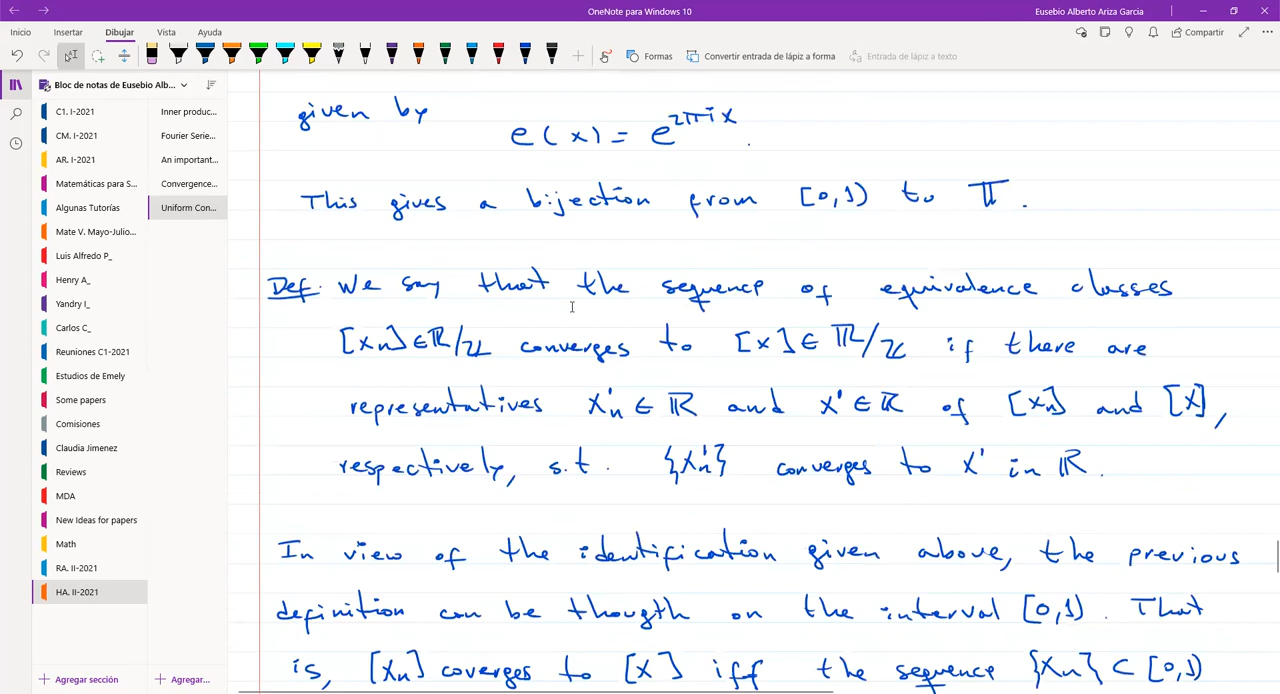 OneNote para Windows 10
Eusebio Alberto Ariza Garcia
Inicio Insertar Dibujar Vista Ayuda
Compartir
Formas Convertir entrada de lápiz a forma Entrada de lápiz a texto
Bloc de notas de Eusebio Alb...
C1. I-2021
CM. I-2021
AR. I-2021
Matemáticas para S...
Algunas Tutorías
Mate V. Mayo-Julio...
Luis Alfredo P_
Henry A_
Yandry I_
Carlos C_
Reuniones C1-2021
Estudios de Emely
Some papers
Comisiones
Claudia Jimenez
Reviews
MDA
New Ideas for papers
Math
RA. II-2021
HA. II-2021
Agregar sección
Inner produc...
Fourier Serie...
An important...
Convergence...
Uniform Con...
Agregar...
given by
e(x) = e^{2πix}.
This gives a bijection from [0,1) to 𝕋.
Def. We say that the sequence of equivalence classes
[xn] ∈ ℝ/ℤ converges to [x] ∈ ℝ/ℤ if there are
representatives x'n ∈ ℝ and x' ∈ ℝ of [xn] and [x],
respectively, s.t. {x'n} converges to x' in ℝ.
In view of the identification given above, the previous
definition can be thougth on the interval [0,1). That
is, [xn] coverges to [x] iff the sequence {xn} ⊂ [0,1)